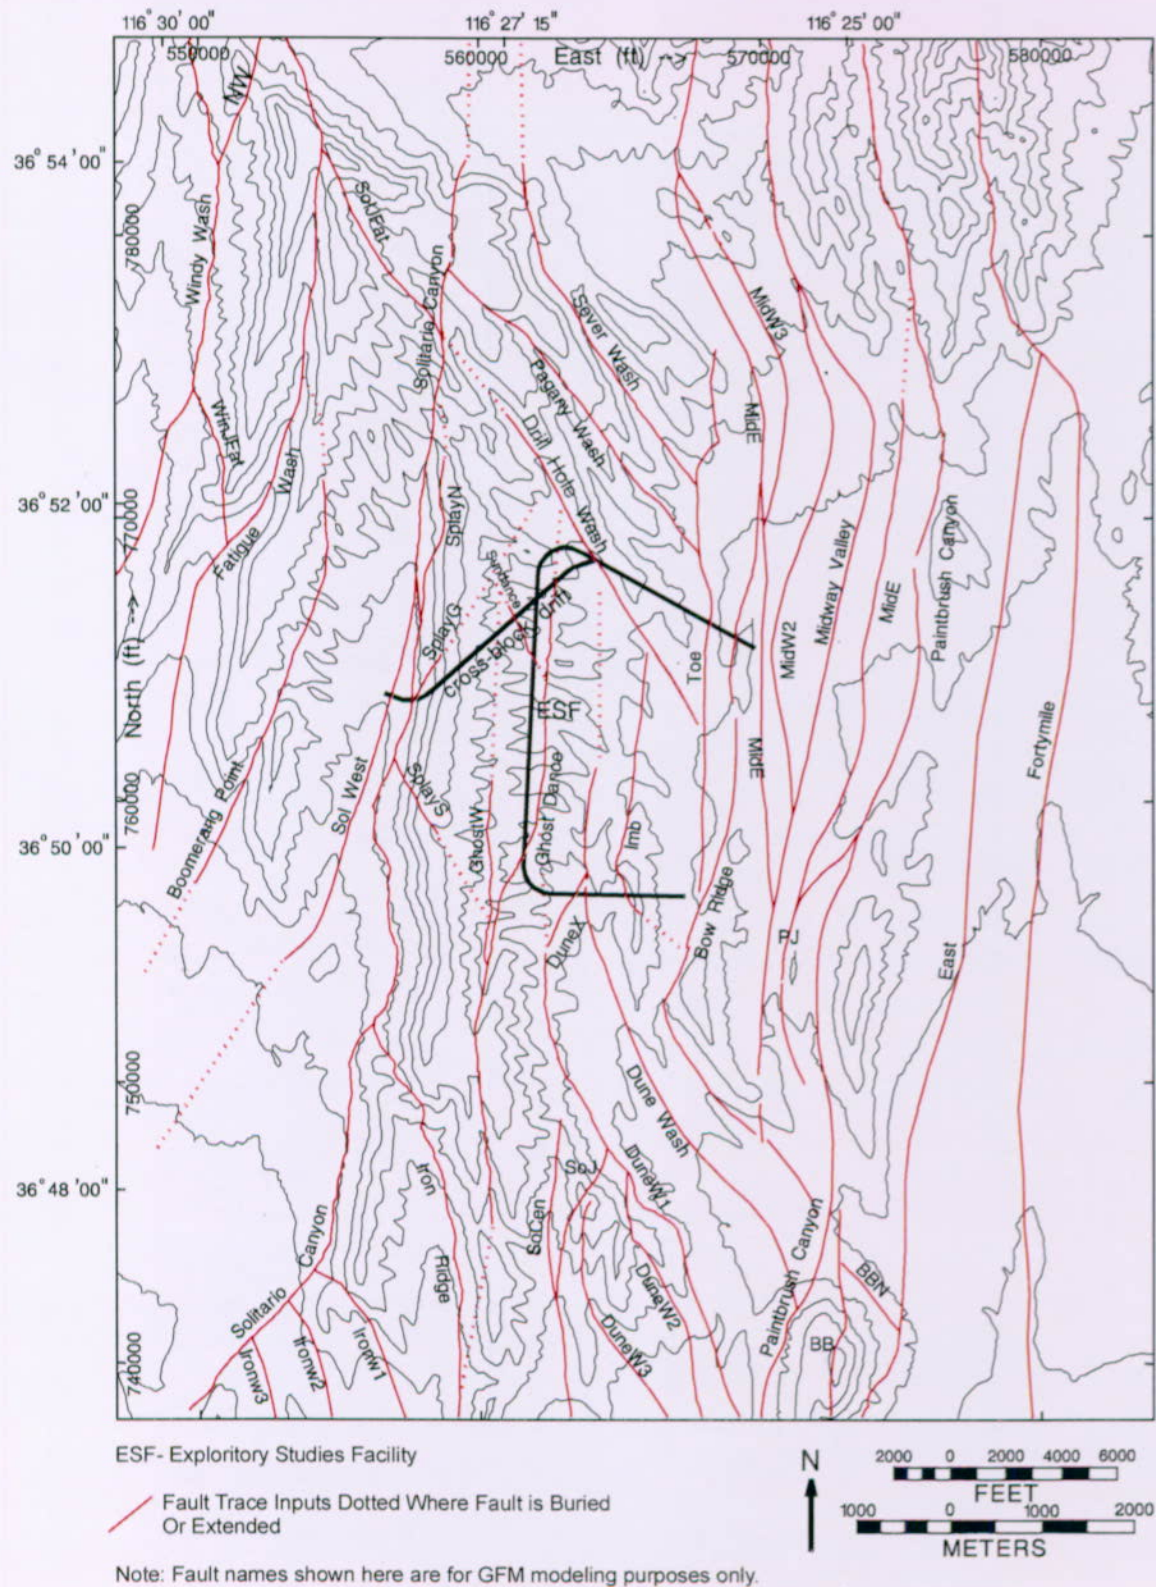 116° 30' 00"
116° 27' 15"
116° 25' 00"
550000
560000
East (ft) -->
570000
580000
NW
36° 54' 00"
SolJFat
780000
Windy Wash
Solitario Canyon
MidW3
Sever Wash
Pagany Wash
WinJFat
Drill Hole Wash
MidE
Wash
36° 52' 00"
770000
SplayN
Fatigue
Sundance
Midway Valley
Paintbrush Canyon
MidE
SplayG
cross-block drift
North (ft) -->
Toe
MidW2
ESF
Fortymile
Sol West
SplayS
Ghost Dance
MidE
760000
Boomerang Point
GhostW
Imb
36° 50' 00"
Bow Ridge
DuneX
PJ
East
750000
Dune Wash
Iron
SoJ
DuneW1
36° 48' 00"
Canyon
SoCen
Paintbrush Canyon
Ridge
BBN
Solitario
DuneW2
740000
Ironw3
Ironw2
Ironw1
DuneW3
BB
ESF- Exploritory Studies Facility
Fault Trace Inputs Dotted Where Fault is Buried
Or Extended
N
2000 0 2000 4000 6000
FEET
1000 0 1000 2000
METERS
Note: Fault names shown here are for GFM modeling purposes only.